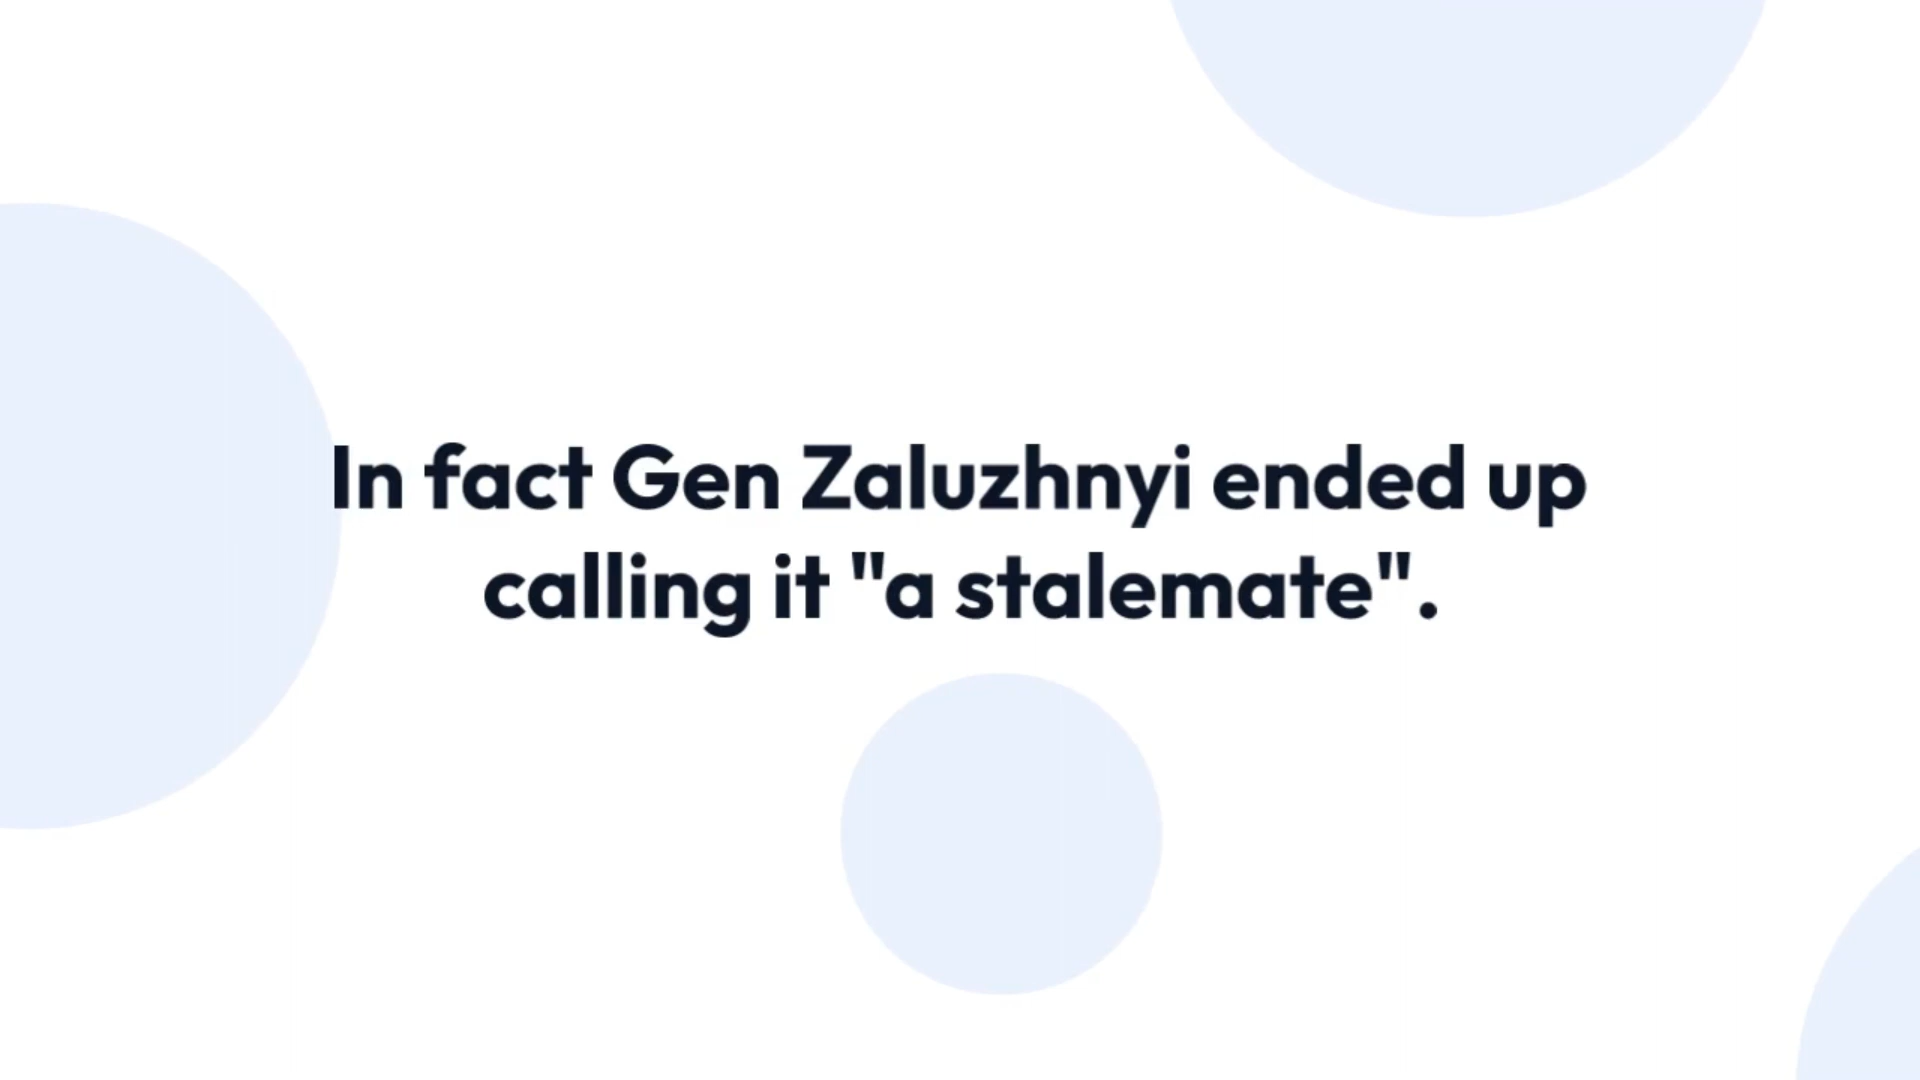 In fact Gen Zaluzhnyi ended up
calling it "a stalemate".